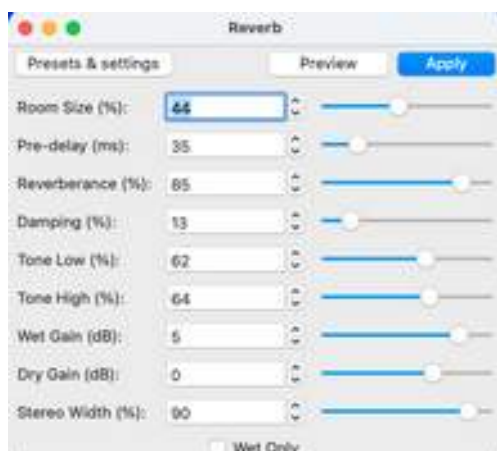 Reverb
Presets & settings Preview Apply
Room Size (%): 44
Pre-delay (ms): 35
Reverberance (%): 85
Damping (%): 13
Tone Low (%): 62
Tone High (%): 64
Wet Gain (dB): 5
Dry Gain (dB): 0
Stereo Width (%): 90
Wet Only